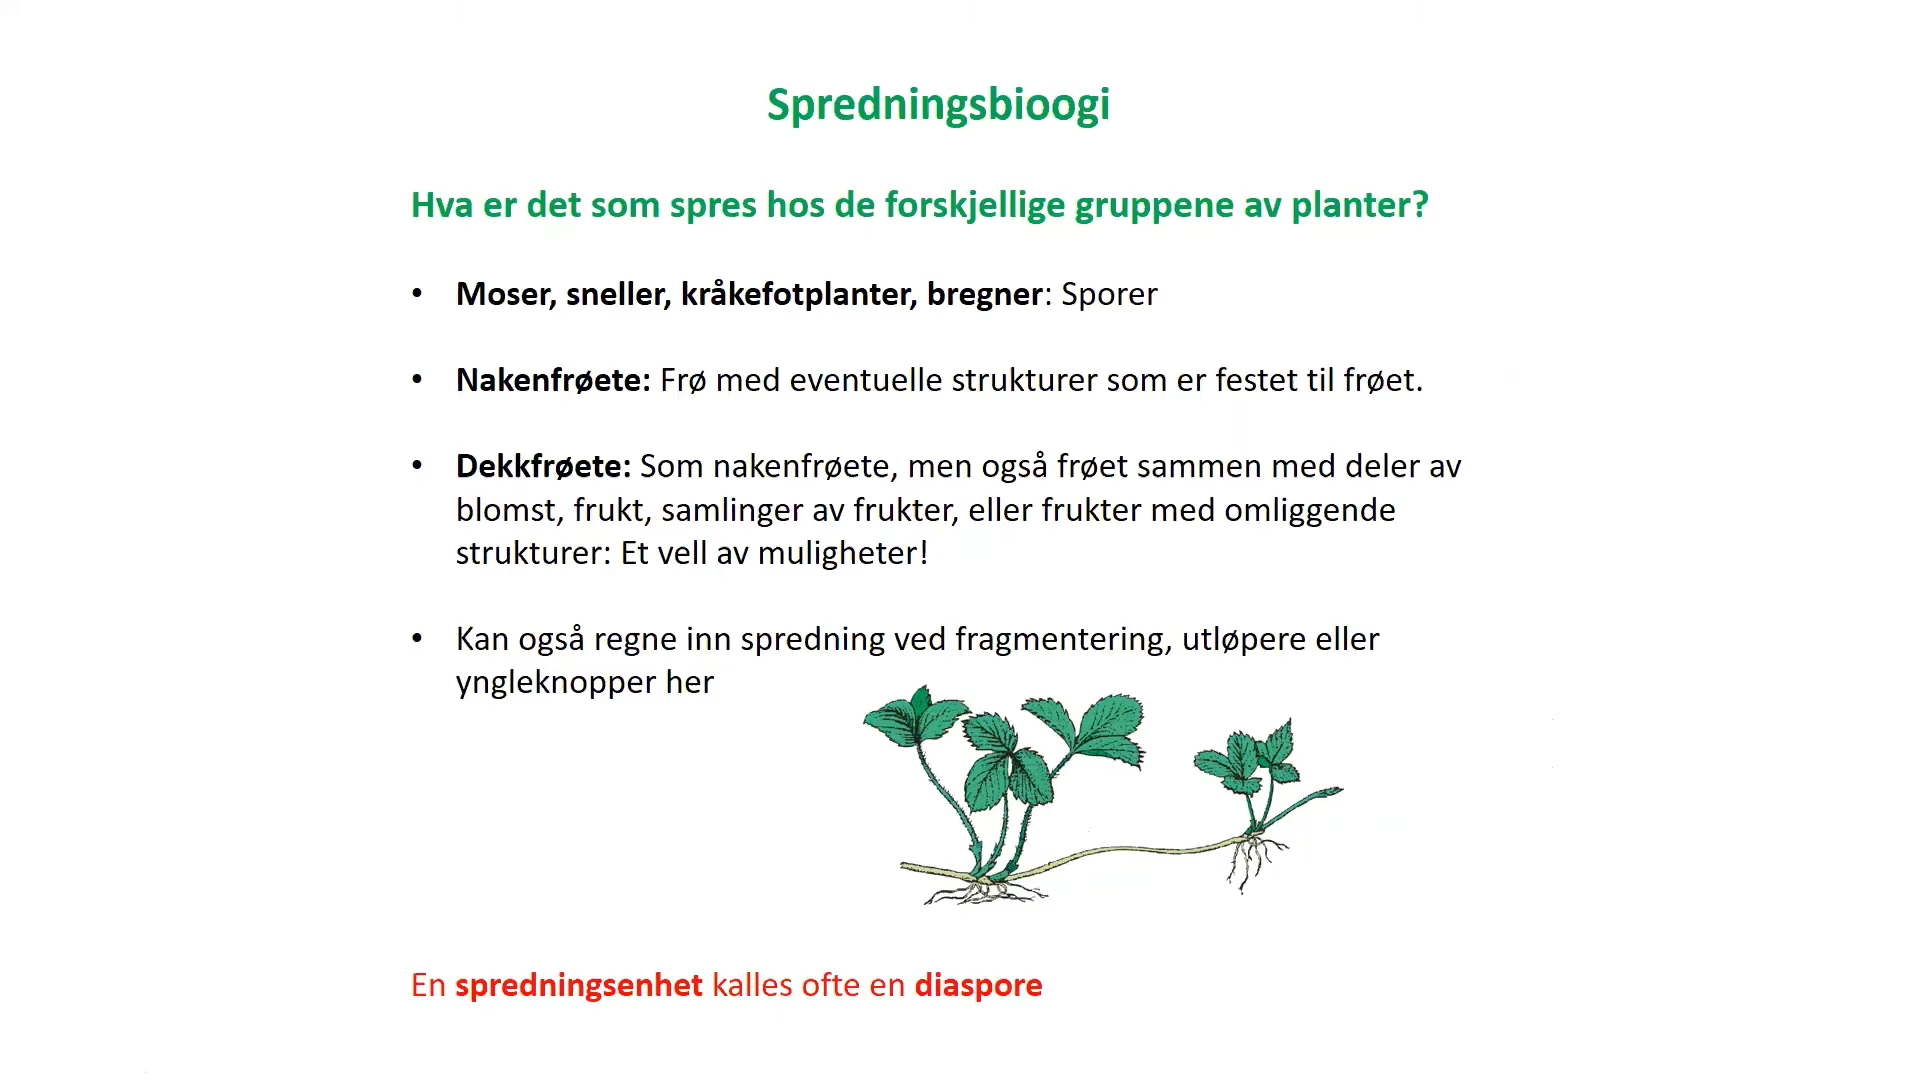 Spredningsbioogi
Hva er det som spres hos de forskjellige gruppene av planter?
• Moser, sneller, kråkefotplanter, bregner: Sporer
• Nakenfrøete: Frø med eventuelle strukturer som er festet til frøet.
• Dekkfrøete: Som nakenfrøete, men også frøet sammen med deler av
blomst, frukt, samlinger av frukter, eller frukter med omliggende
strukturer: Et vell av muligheter!
• Kan også regne inn spredning ved fragmentering, utløpere eller
yngleknopper her
En spredningsenhet kalles ofte en diaspore